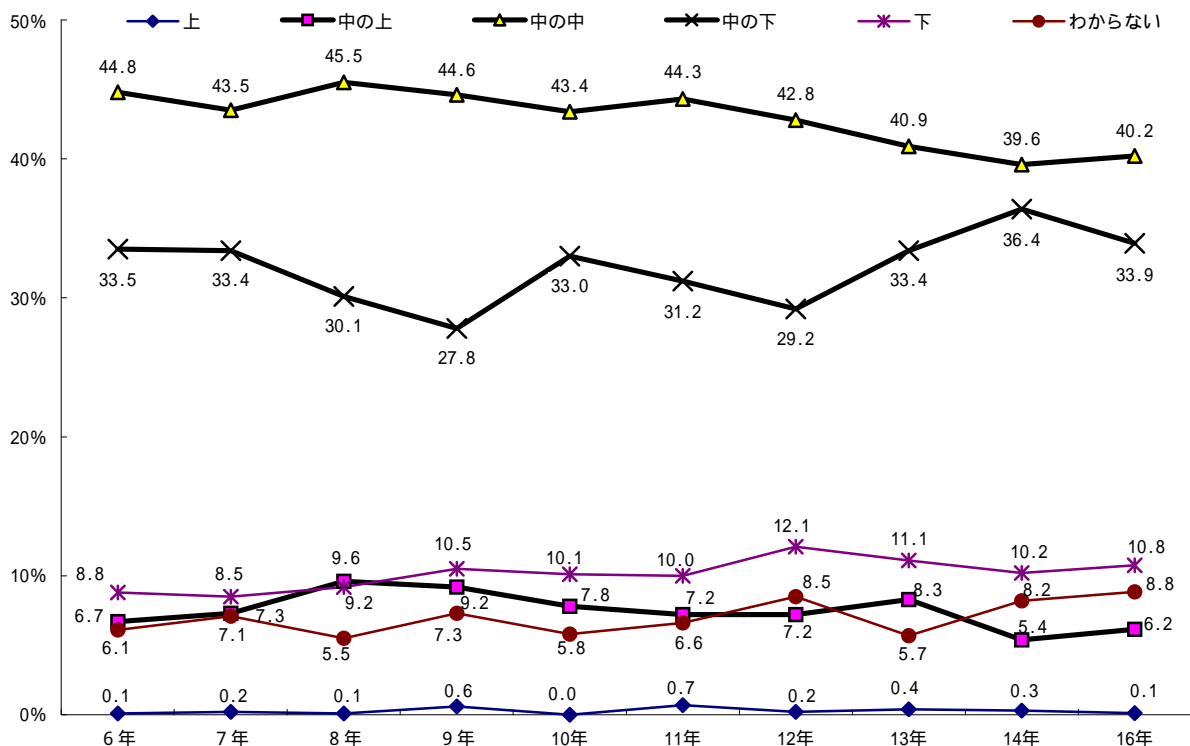 50%
上 中の上 中の中 中の下 下 わからない
44.8 43.5 45.5 44.6 43.4 44.3 42.8 40.9 39.6 40.2
40%
33.5 33.4 30.1 27.8 33.0 31.2 29.2 33.4 36.4 33.9
30%
20%
10%
8.8 8.5 9.2 10.5 10.1 10.0 12.1 11.1 10.2 10.8
6.7 7.3 9.6 9.2 7.8 7.2 7.2 8.3 5.4 6.2
6.1 7.1 5.5 7.3 5.8 6.6 8.5 5.7 8.2 8.8
0.1 0.2 0.1 0.6 0.0 0.7 0.2 0.4 0.3 0.1
0%
6年 7年 8年 9年 10年 11年 12年 13年 14年 16年